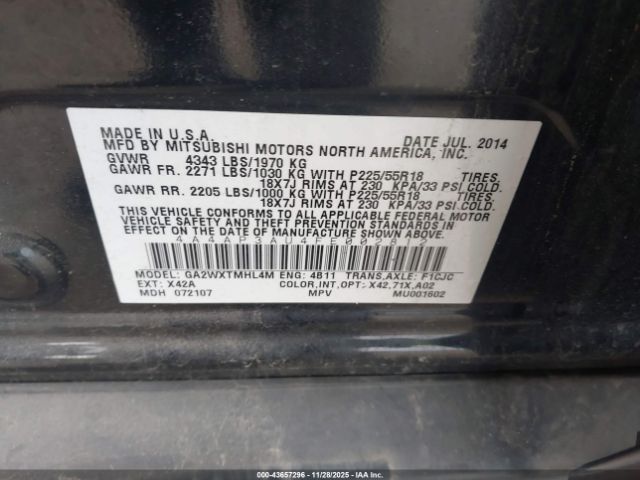 MADE IN U.S.A. DATE JUL. 2014
MFD BY MITSUBISHI MOTORS NORTH AMERICA, INC.
GVWR 4343 LBS/1970 KG
GAWR FR. 2271 LBS/1030 KG WITH P225/55R18 TIRES,
18X7J RIMS AT 230 KPA/33 PSI COLD.
GAWR RR. 2205 LBS/1000 KG WITH P225/55R18 TIRES,
18X7J RIMS AT 230 KPA/33 PSI COLD.
THIS VEHICLE CONFORMS TO ALL APPLICABLE FEDERAL MOTOR
VEHICLE SAFETY AND THEFT PREVENTION STANDARDS IN
EFFECT ON THE DATE OF MANUFACTURE SHOWN ABOVE.
4A4AP3AU4FE002812
MODEL: GA2WXTMHL4M ENG: 4B11 TRANS,AXLE: F1CJC
EXT: X42A COLOR,INT,OPT: X42,71X,A02
MDH 072107 MPV MU001602
000-43657296 - 11/28/2025 - IAAI.COM